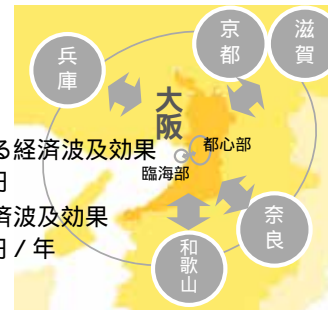 京都
滋賀
兵庫
大阪
都心部
る経済波及効果
臨海部
円
済波及効果
円 / 年
奈良
和歌山